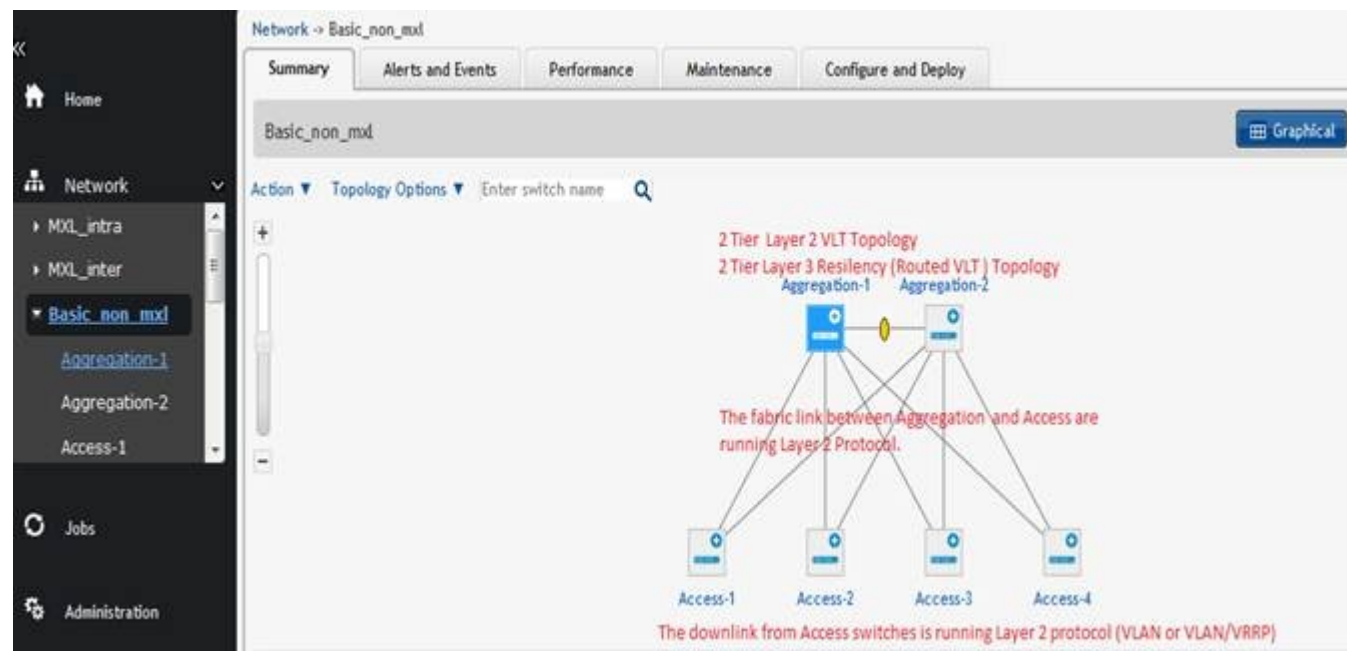 Network -> Basic_non_mxl
Summary
Alerts and Events
Performance
Maintenance
Configure and Deploy
Basic_non_mxl
Graphical
Action ▼ Topology Options ▼ Enter switch name
«
Home
Network
MXL_intra
MXL_inter
Basic_non_mxl
Aggregation-1
Aggregation-2
Access-1
Jobs
Administration
+
−
2 Tier Layer 2 VLT Topology
2 Tier Layer 3 Resilency (Routed VLT ) Topology
Aggregation-1 Aggregation-2
The fabric link between Aggregation and Access are
running Layer 2 Protocol.
Access-1 Access-2 Access-3 Access-4
The downlink from Access switches is running Layer 2 protocol (VLAN or VLAN/VRRP)